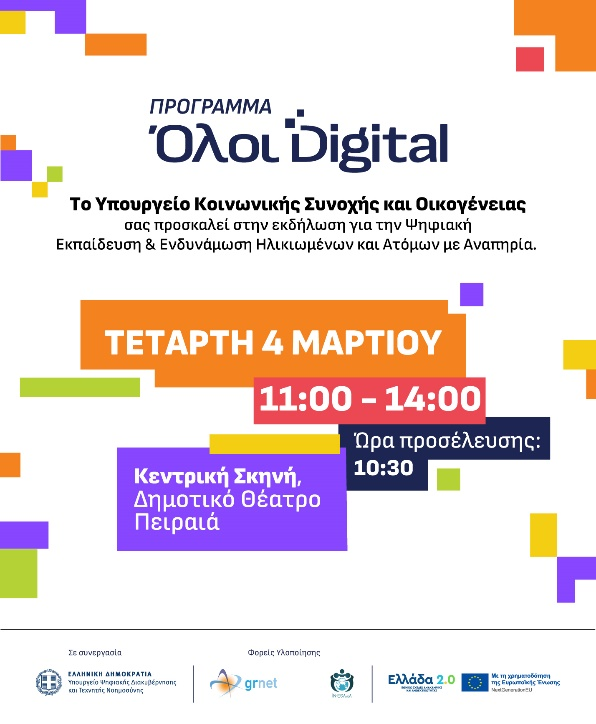 ΠΡΟΓΡΑΜΜΑ
Όλοι Digital
Το Υπουργείο Κοινωνικής Συνοχής και Οικογένειας
σας προσκαλεί στην εκδήλωση για την Ψηφιακή
Εκπαίδευση & Ενδυνάμωση Ηλικιωμένων και Ατόμων με Αναπηρία.
ΤΕΤΑΡΤΗ 4 ΜΑΡΤΙΟΥ
11:00 - 14:00
Ώρα προσέλευσης:
10:30
Κεντρική Σκηνή,
Δημοτικό Θέατρο
Πειραιά
Σε συνεργασία
Φορείς Υλοποίησης
ΕΛΛΗΝΙΚΗ ΔΗΜΟΚΡΑΤΙΑ
Υπουργείο Ψηφιακής Διακυβέρνησης
και Τεχνητής Νοημοσύνης
grnet
Ελλάδα 2.0
Με τη χρηματοδότηση
της Ευρωπαϊκής Ένωσης
NextGenerationEU